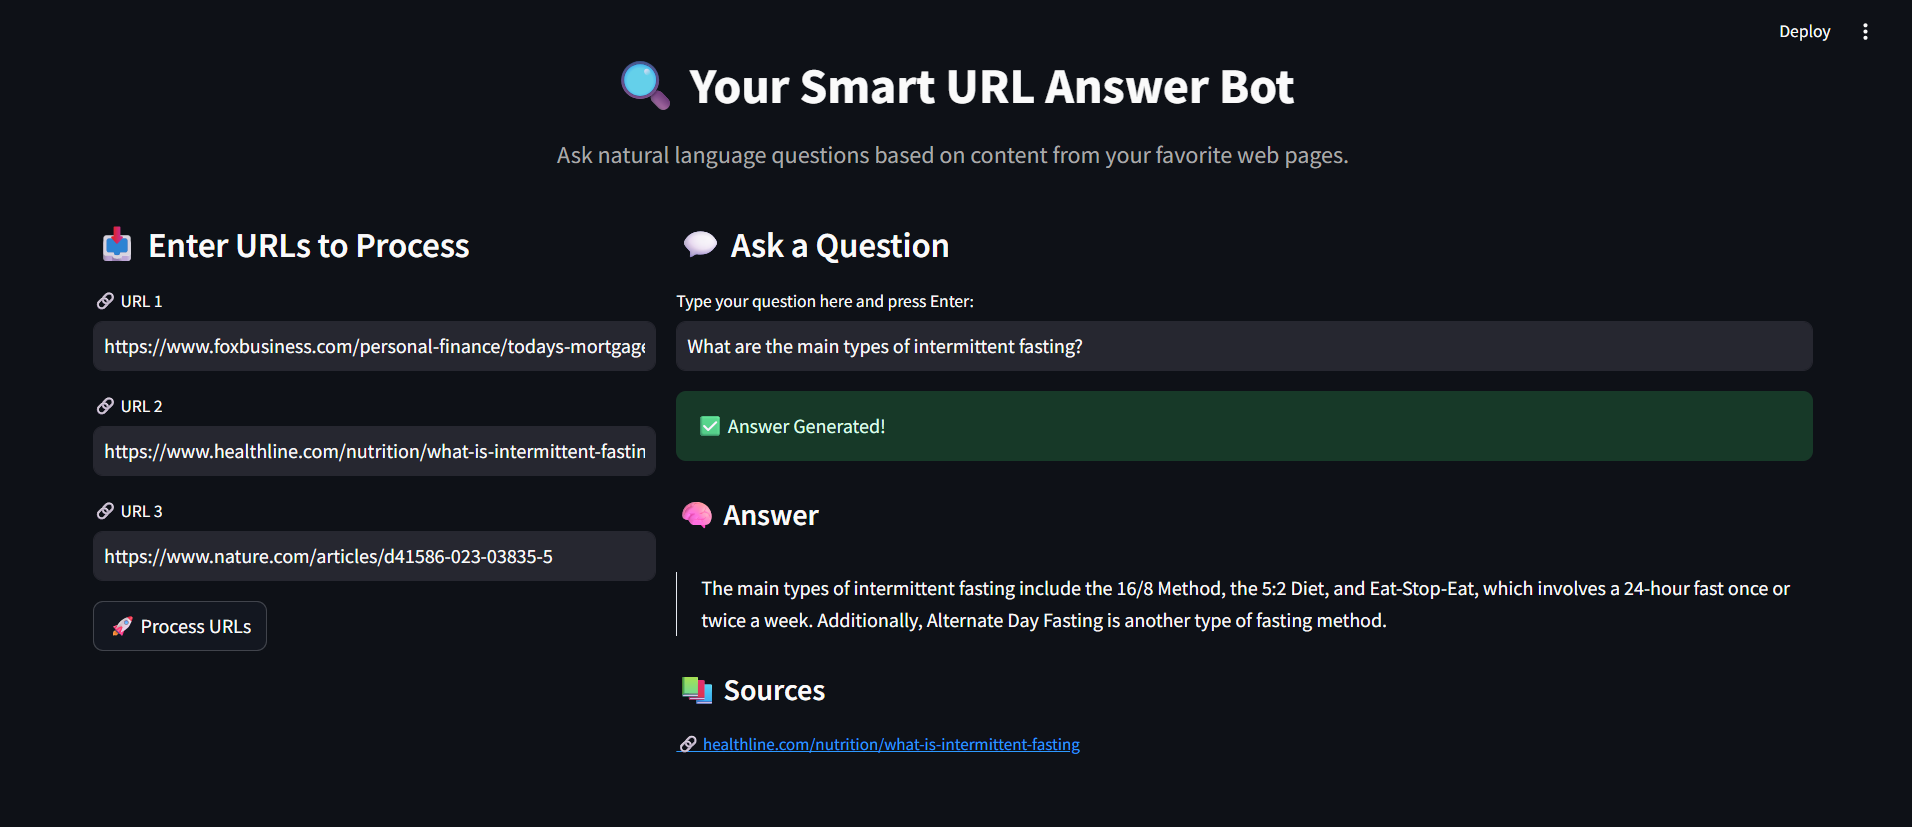 Deploy
Your Smart URL Answer Bot
Ask natural language questions based on content from your favorite web pages.
Enter URLs to Process
URL 1
https://www.foxbusiness.com/personal-finance/todays-mortgage
URL 2
https://www.healthline.com/nutrition/what-is-intermittent-fastin
URL 3
https://www.nature.com/articles/d41586-023-03835-5
Process URLs
Ask a Question
Type your question here and press Enter:
What are the main types of intermittent fasting?
Answer Generated!
Answer
The main types of intermittent fasting include the 16/8 Method, the 5:2 Diet, and Eat-Stop-Eat, which involves a 24-hour fast once or
twice a week. Additionally, Alternate Day Fasting is another type of fasting method.
Sources
healthline.com/nutrition/what-is-intermittent-fasting